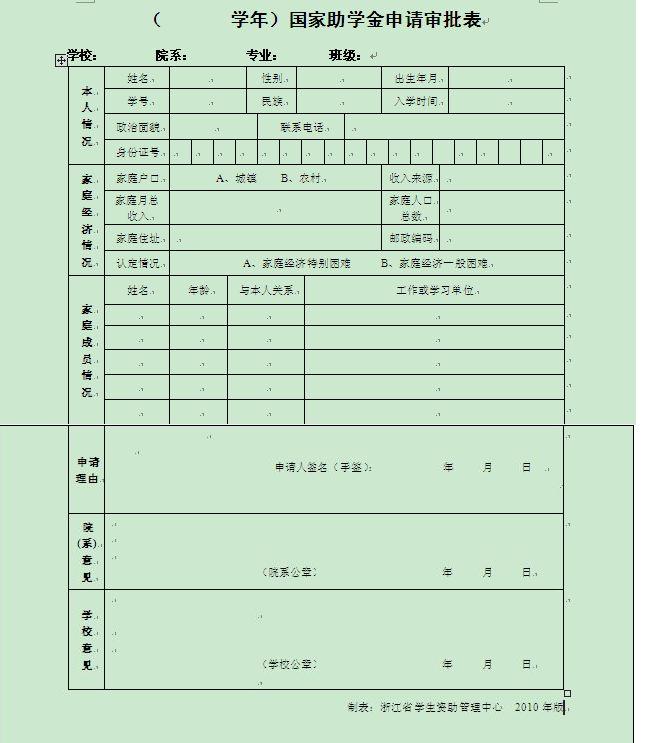 （　　　　学年）国家助学金申请审批表
学校：　院系：　专业：　班级：
本人情况
姓名　性别　出生年月
学号　民族　入学时间
政治面貌　联系电话
身份证号
家庭经济情况
家庭户口　A、城镇　B、农村　收入来源
家庭月总收入　家庭人口总数
家庭住址　邮政编码
认定情况　A、家庭经济特别困难　B、家庭经济一般困难
家庭成员情况
姓名　年龄　与本人关系　工作或学习单位
申请理由
申请人签名（手签）：　年　月　日
院（系）意见
（院系公章）　年　月　日
学校意见
（学校公章）　年　月　日
制表：浙江省学生资助管理中心　2010年版